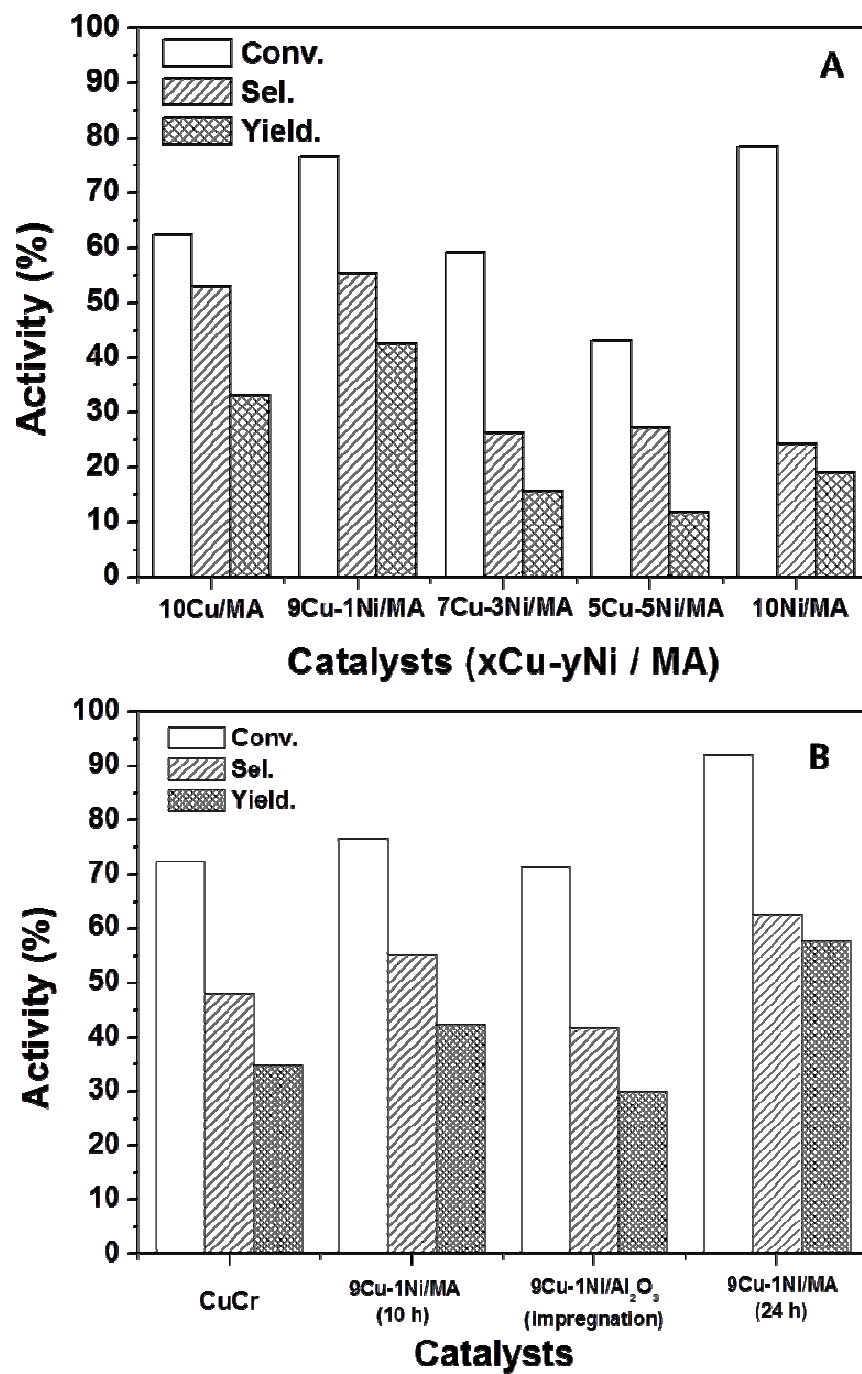 100
90
80
70
60
50
40
30
20
10
0
Activity (%)
Conv.
Sel.
Yield.
A
10Cu/MA 9Cu-1Ni/MA 7Cu-3Ni/MA 5Cu-5Ni/MA 10Ni/MA
Catalysts (xCu-yNi / MA)
100
90
80
70
60
50
40
30
20
10
0
Activity (%)
Conv.
Sel.
Yield.
B
CuCr 9Cu-1Ni/MA 9Cu-1Ni/Al2O3 9Cu-1Ni/MA
(10 h) (impregnation) (24 h)
Catalysts